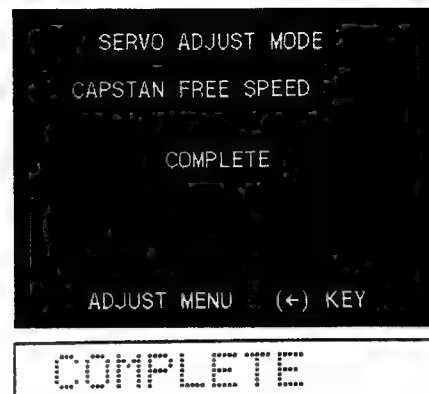 SERVO ADJUST MODE
CAPSTAN FREE SPEED
COMPLETE
ADJUST MENU (←) KEY
COMPLETE